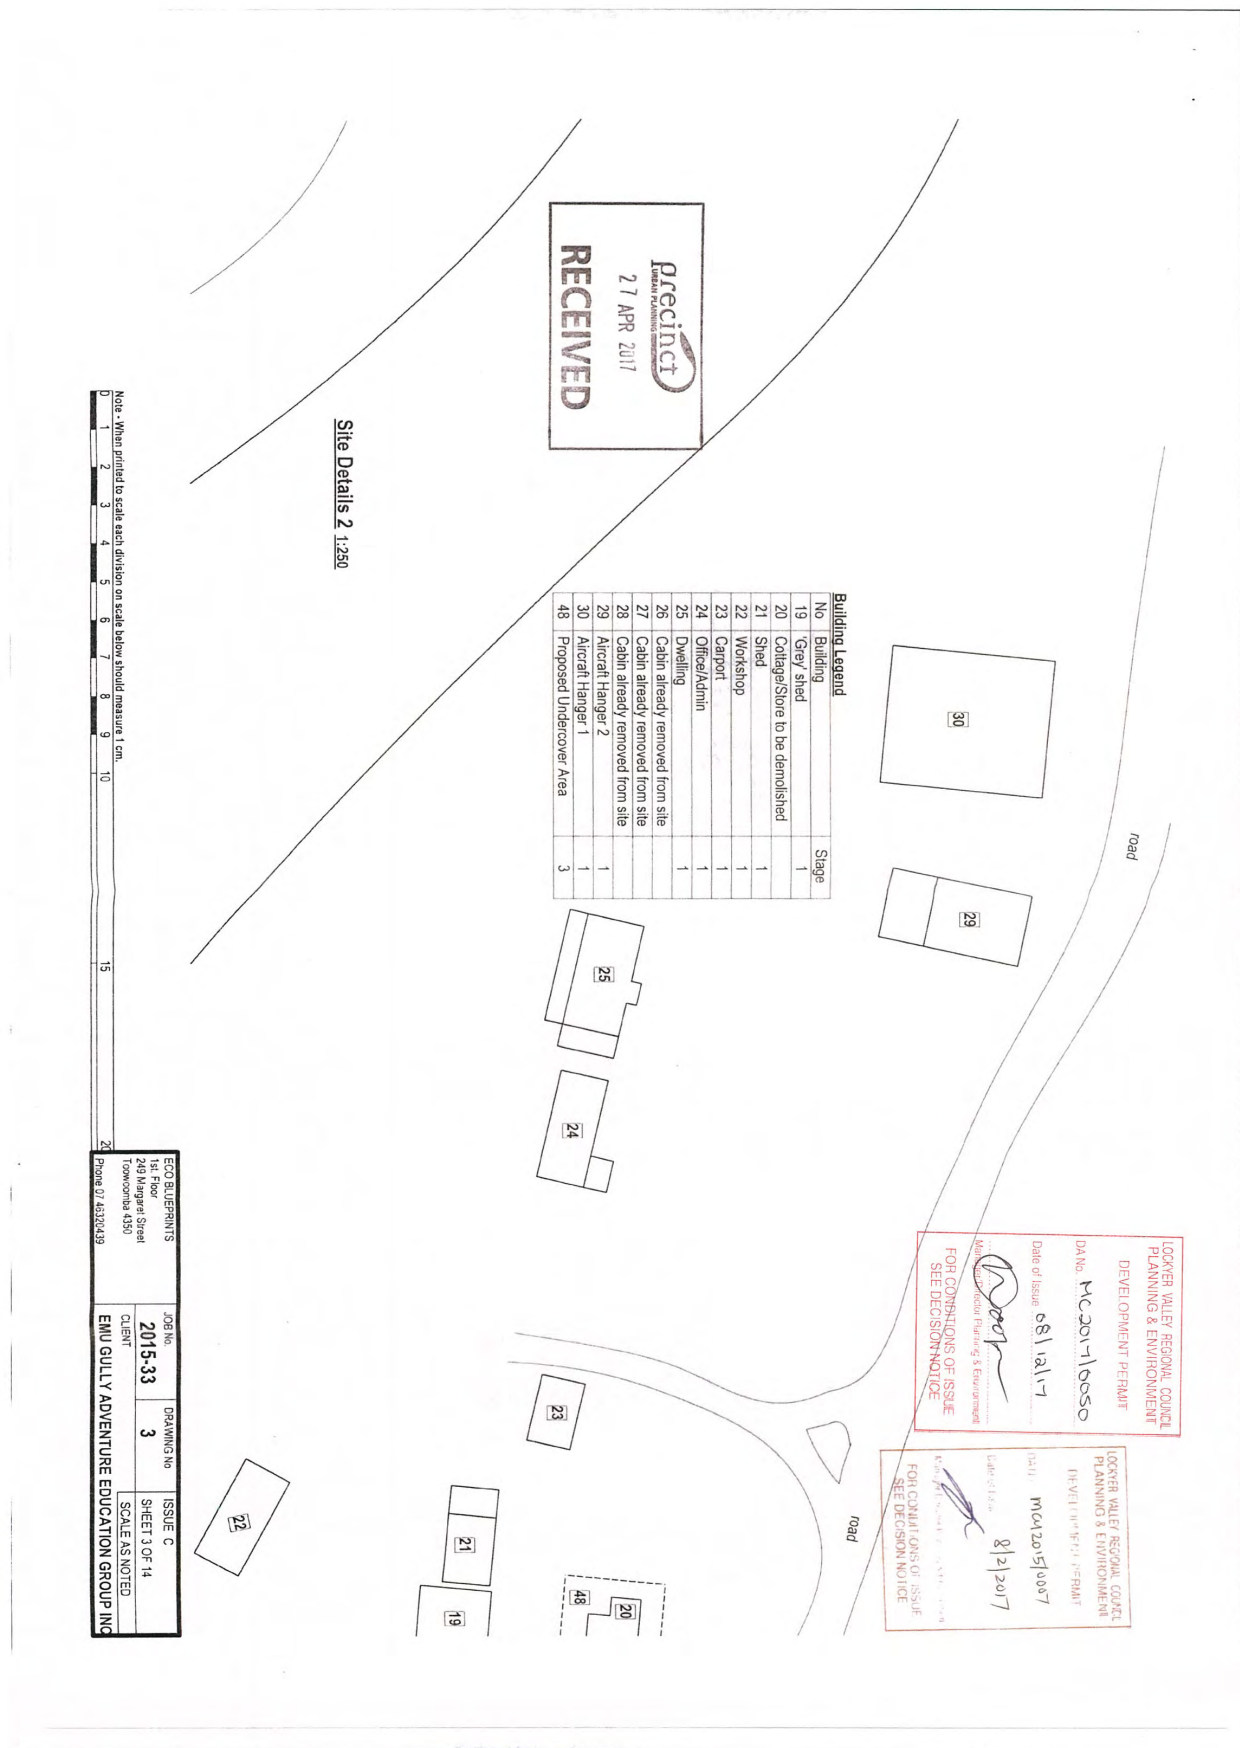 LOCKYER VALLEY REGIONAL COUNCIL
PLANNING & ENVIRONMENT
DEVELOPMENT PERMIT
DA No. MC2017/0050
Date of Issue 08/12/17
Manager/Director Planning & Environment
FOR CONDITIONS OF ISSUE
SEE DECISION NOTICE
LOCKYER VALLEY REGIONAL COUNCIL
PLANNING & ENVIRONMENT
DEVELOPMENT PERMIT
8/2/2017
FOR CONDITIONS OF ISSUE
SEE DECISION NOTICE
road
road
30
29
precinct
URBAN PLANNING
27 APR 2017
RECEIVED
Building Legend
No Building Stage
19 'Grey' shed 1
20 Cottage/Store to be demolished
21 Shed 1
22 Workshop 1
23 Carport 1
24 Office/Admin 1
25 Dwelling 1
26 Cabin already removed from site
27 Cabin already removed from site
28 Cabin already removed from site
29 Aircraft Hanger 2 1
30 Aircraft Hanger 1 1
48 Proposed Undercover Area 3
25
24
23
20
48
21
19
22
Site Details 2 1:250
Note - When printed to scale each division on scale below should measure 1 cm.
0 1 2 3 4 5 6 7 8 9 10 15 20
ECO BLUEPRINTS
1st. Floor
249 Margaret Street
Toowoomba 4350
Phone 07 46320439
JOB No.
2015-33
DRAWING No
3
ISSUE C
SHEET 3 OF 14
CLIENT
SCALE AS NOTED
EMU GULLY ADVENTURE EDUCATION GROUP INC